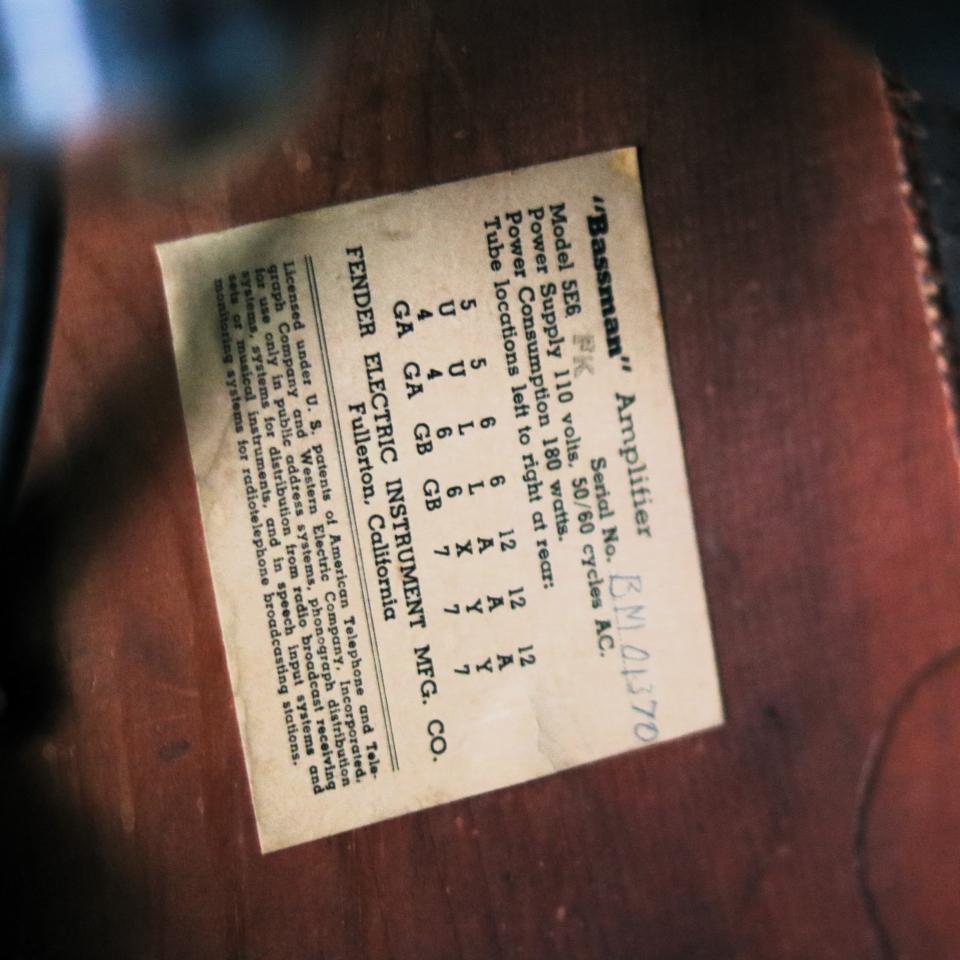 "Bassman" Amplifier
Model 5E6 Serial No. BM 01370
Power Supply 110 volts, 50/60 cycles AC.
Power Consumption 180 watts.
Tube locations left to right at rear:
5 5 6 6 12 12 12
U U L L A A A
4 4 6 6 X Y Y
GA GA GB GB 7 7 7
FENDER ELECTRIC INSTRUMENT MFG. CO.
Fullerton, California
Licensed under U. S. patents of American Telephone and Tele-
graph Company and Western Electric Company, Incorporated,
for use only in public address systems, phonograph distribution
systems, systems for distribution from radio broadcast receiving
sets or musical instruments, and in speech input systems and
monitoring systems for radiotelephone broadcasting stations.